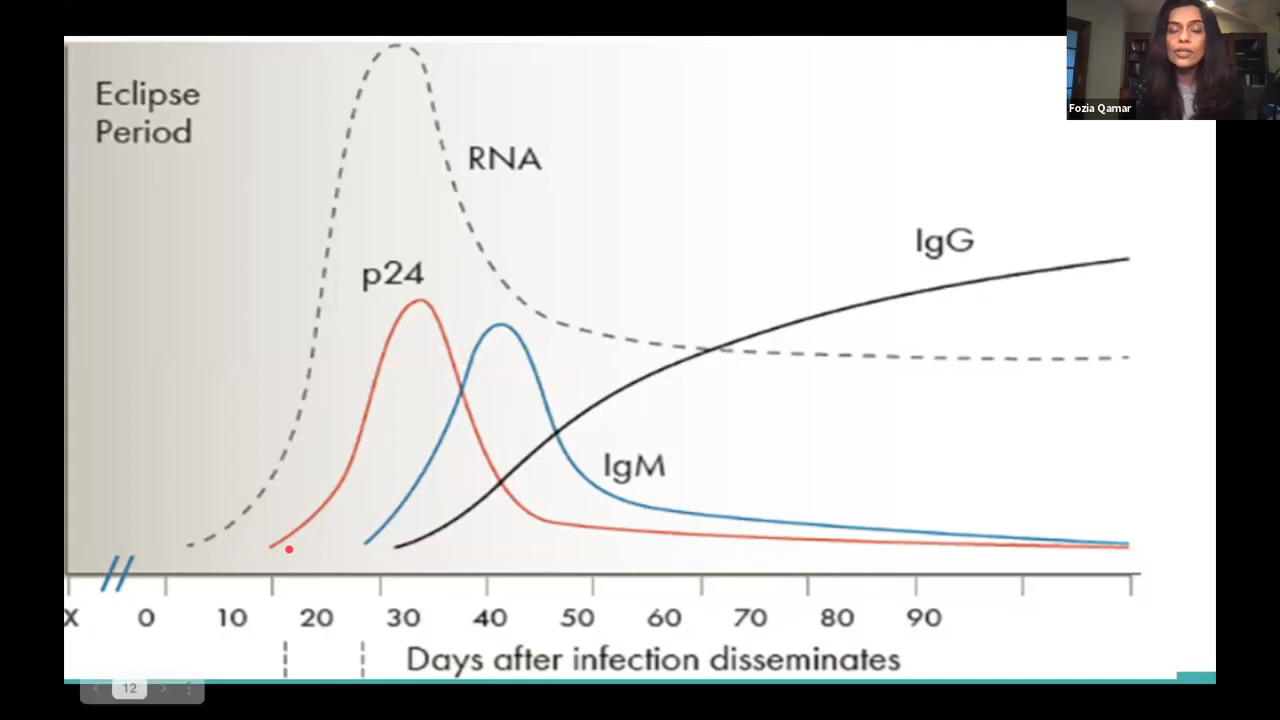 Eclipse
Period
RNA
p24
IgG
IgM
X 0 10 20 30 40 50 60 70 80 90
Days after infection disseminates
12
Fozia Qamar